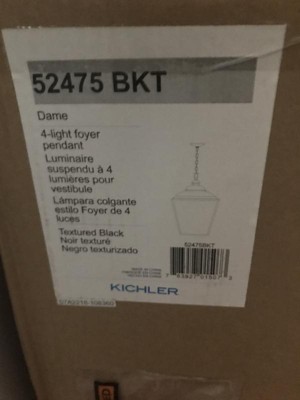 52475 BKT
Dame
4-light foyer
pendant
Luminaire
suspendu à 4
lumières pour
vestibule
Lámpara colgante
estilo Foyer de 4
luces
Textured Black
Noir texturé
Negro texturizado
52475BKT
KICHLER